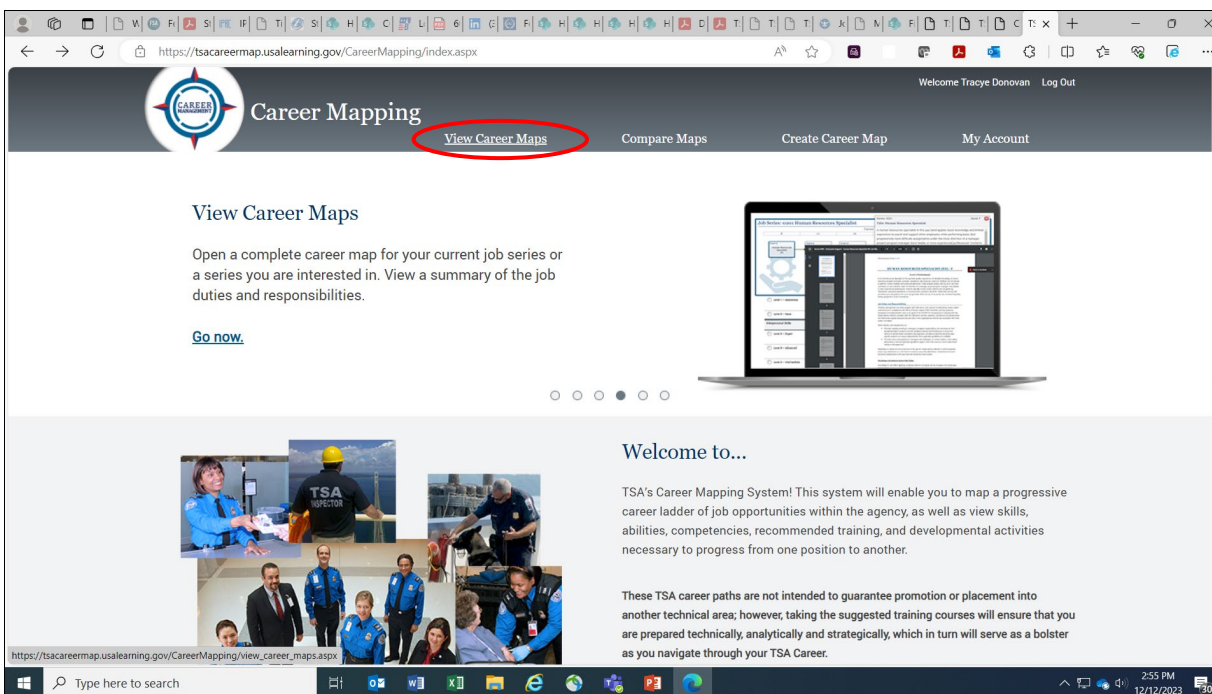 https://tsacareermap.usalearning.gov/CareerMapping/index.aspx
Welcome Tracye Donovan Log Out
CAREER
MANAGEMENT
Career Mapping
View Career Maps Compare Maps Create Career Map My Account
View Career Maps
Open a complete career map for your current job series or
a series you are interested in. View a summary of the job
duties and responsibilities.
Go now.
TSA
INSPECTOR
Welcome to...
TSA's Career Mapping System! This system will enable you to map a progressive
career ladder of job opportunities within the agency, as well as view skills,
abilities, competencies, recommended training, and developmental activities
necessary to progress from one position to another.
These TSA career paths are not intended to guarantee promotion or placement into
another technical area; however, taking the suggested training courses will ensure that you
are prepared technically, analytically and strategically, which in turn will serve as a bolster
as you navigate through your TSA Career.
https://tsacareermap.usalearning.gov/CareerMapping/view_career_maps.aspx
Type here to search
2:55 PM
12/12/2023